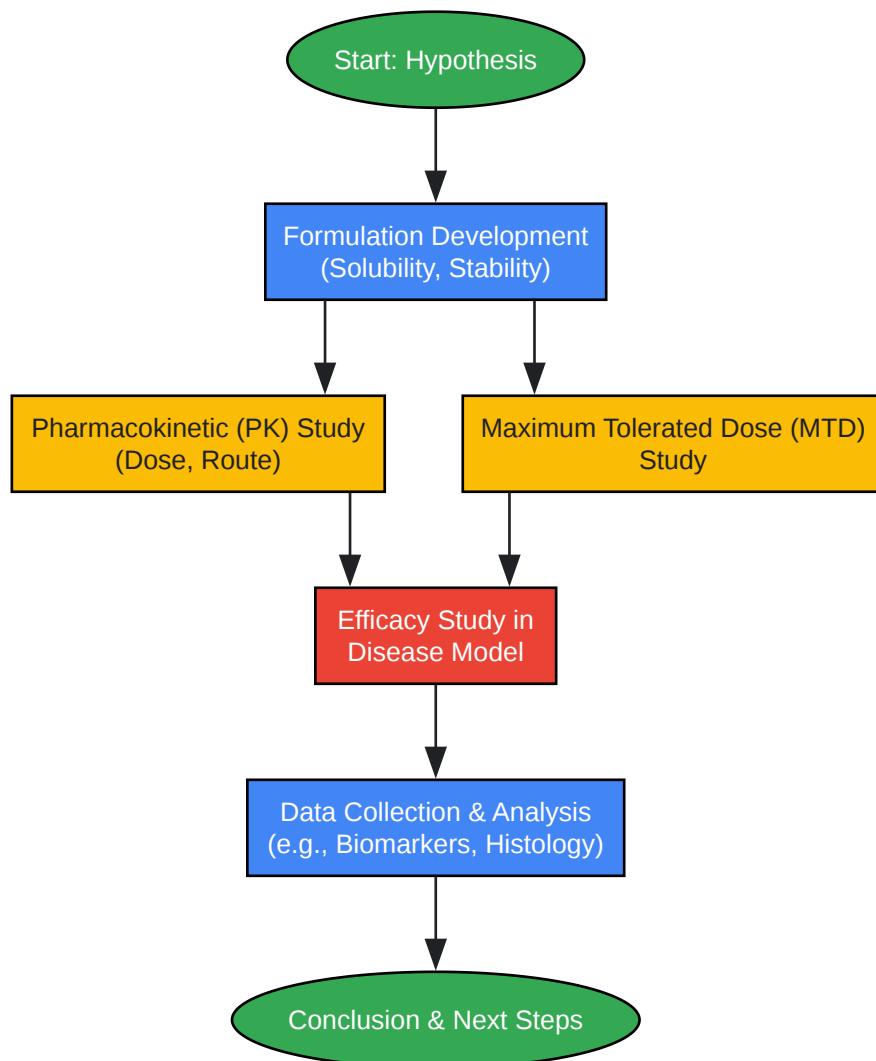 Start: Hypothesis
Formulation Development
(Solubility, Stability)
Pharmacokinetic (PK) Study
(Dose, Route)
Maximum Tolerated Dose (MTD)
Study
Efficacy Study in
Disease Model
Data Collection & Analysis
(e.g., Biomarkers, Histology)
Conclusion & Next Steps